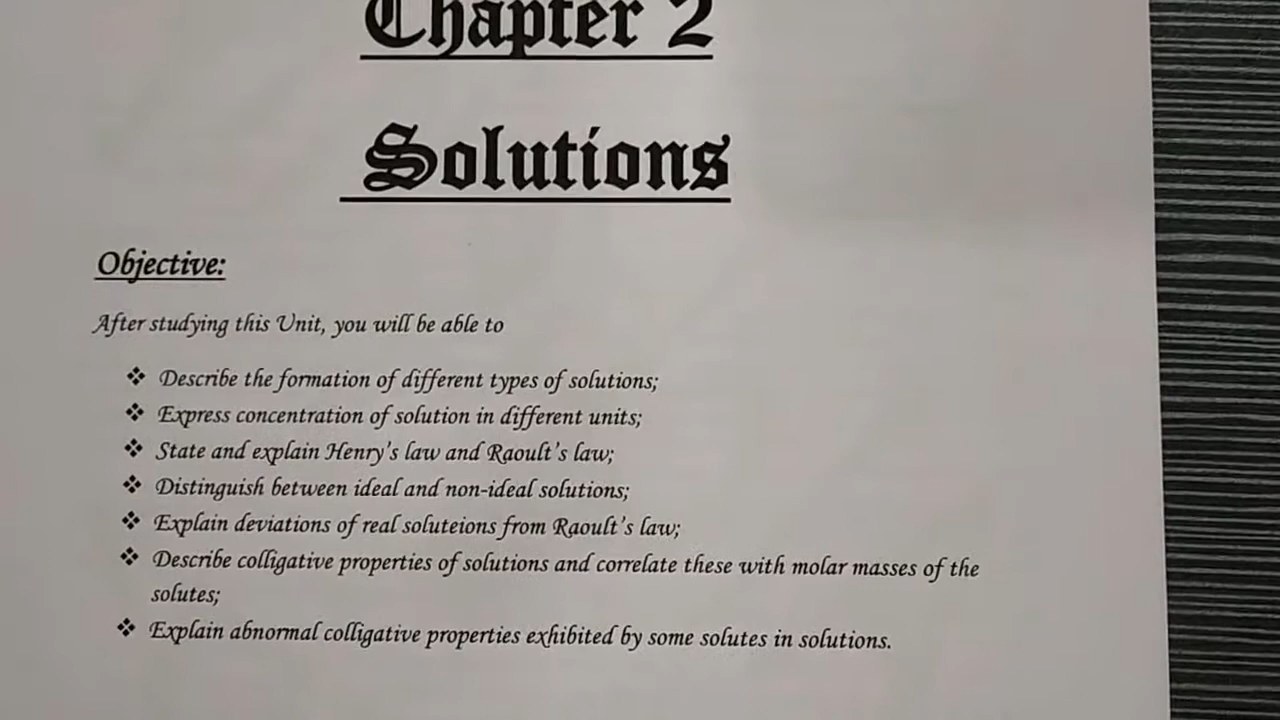 Chapter 2
Solutions
Objective:
After studying this Unit, you will be able to
❖ Describe the formation of different types of solutions;
❖ Express concentration of solution in different units;
❖ State and explain Henry's law and Raoult's law;
❖ Distinguish between ideal and non-ideal solutions;
❖ Explain deviations of real soluteions from Raoult's law;
❖ Describe colligative properties of solutions and correlate these with molar masses of the
solutes;
❖ Explain abnormal colligative properties exhibited by some solutes in solutions.